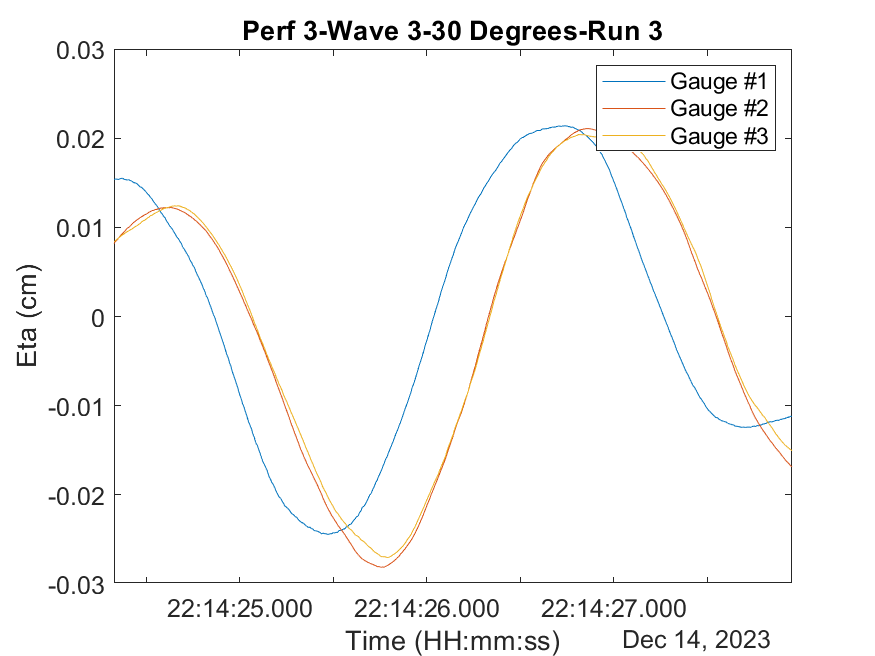 Perf 3-Wave 3-30 Degrees-Run 3
0.03
Gauge #1
Gauge #2
Gauge #3
0.02
0.01
0
-0.01
-0.02
-0.03
Eta (cm)
22:14:25.000 22:14:26.000 22:14:27.000
Time (HH:mm:ss)
Dec 14, 2023